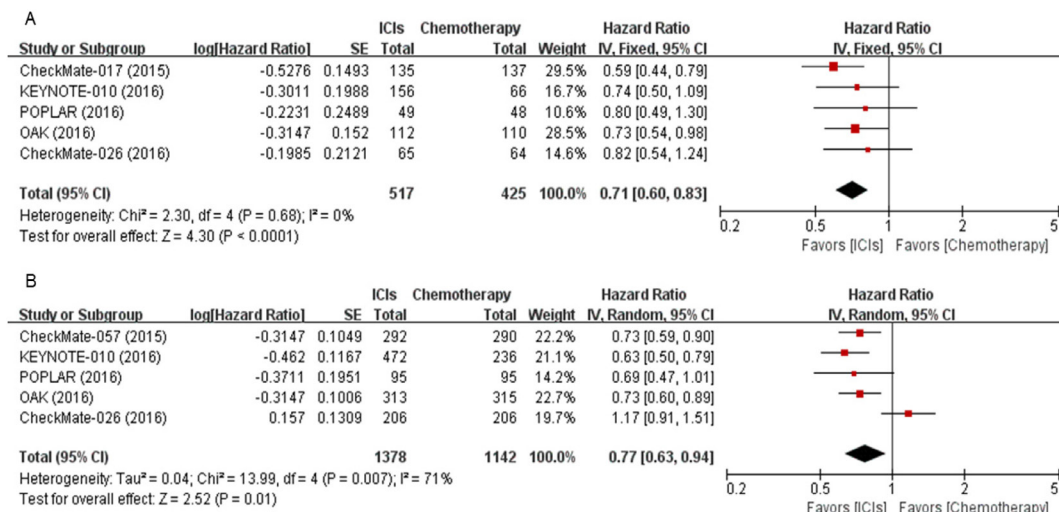 A
ICIs Chemotherapy Hazard Ratio Hazard Ratio
Study or Subgroup log[Hazard Ratio] SE Total Total Weight IV, Fixed, 95% CI IV, Fixed, 95% CI
CheckMate-017 (2015) -0.5276 0.1493 135 137 29.5% 0.59 [0.44, 0.79]
KEYNOTE-010 (2016) -0.3011 0.1988 156 66 16.7% 0.74 [0.50, 1.09]
POPLAR (2016) -0.2231 0.2489 49 48 10.6% 0.80 [0.49, 1.30]
OAK (2016) -0.3147 0.152 112 110 28.5% 0.73 [0.54, 0.98]
CheckMate-026 (2016) -0.1985 0.2121 65 64 14.6% 0.82 [0.54, 1.24]
Total (95% CI) 517 425 100.0% 0.71 [0.60, 0.83]
Heterogeneity: Chi² = 2.30, df = 4 (P = 0.68); I² = 0%
Test for overall effect: Z = 4.30 (P < 0.0001)
0.2 0.5 1 2 5
Favors [ICIs] Favors [Chemotherapy]
B
ICIs Chemotherapy Hazard Ratio Hazard Ratio
Study or Subgroup log[Hazard Ratio] SE Total Total Weight IV, Random, 95% CI IV, Random, 95% CI
CheckMate-057 (2015) -0.3147 0.1049 292 290 22.2% 0.73 [0.59, 0.90]
KEYNOTE-010 (2016) -0.462 0.1167 472 236 21.1% 0.63 [0.50, 0.79]
POPLAR (2016) -0.3711 0.1951 95 95 14.2% 0.69 [0.47, 1.01]
OAK (2016) -0.3147 0.1006 313 315 22.7% 0.73 [0.60, 0.89]
CheckMate-026 (2016) 0.157 0.1309 206 206 19.7% 1.17 [0.91, 1.51]
Total (95% CI) 1378 1142 100.0% 0.77 [0.63, 0.94]
Heterogeneity: Tau² = 0.04; Chi² = 13.99, df = 4 (P = 0.007); I² = 71%
Test for overall effect: Z = 2.52 (P = 0.01)
0.2 0.5 1 2 5
Favors [ICIs] Favors [Chemotherapy]